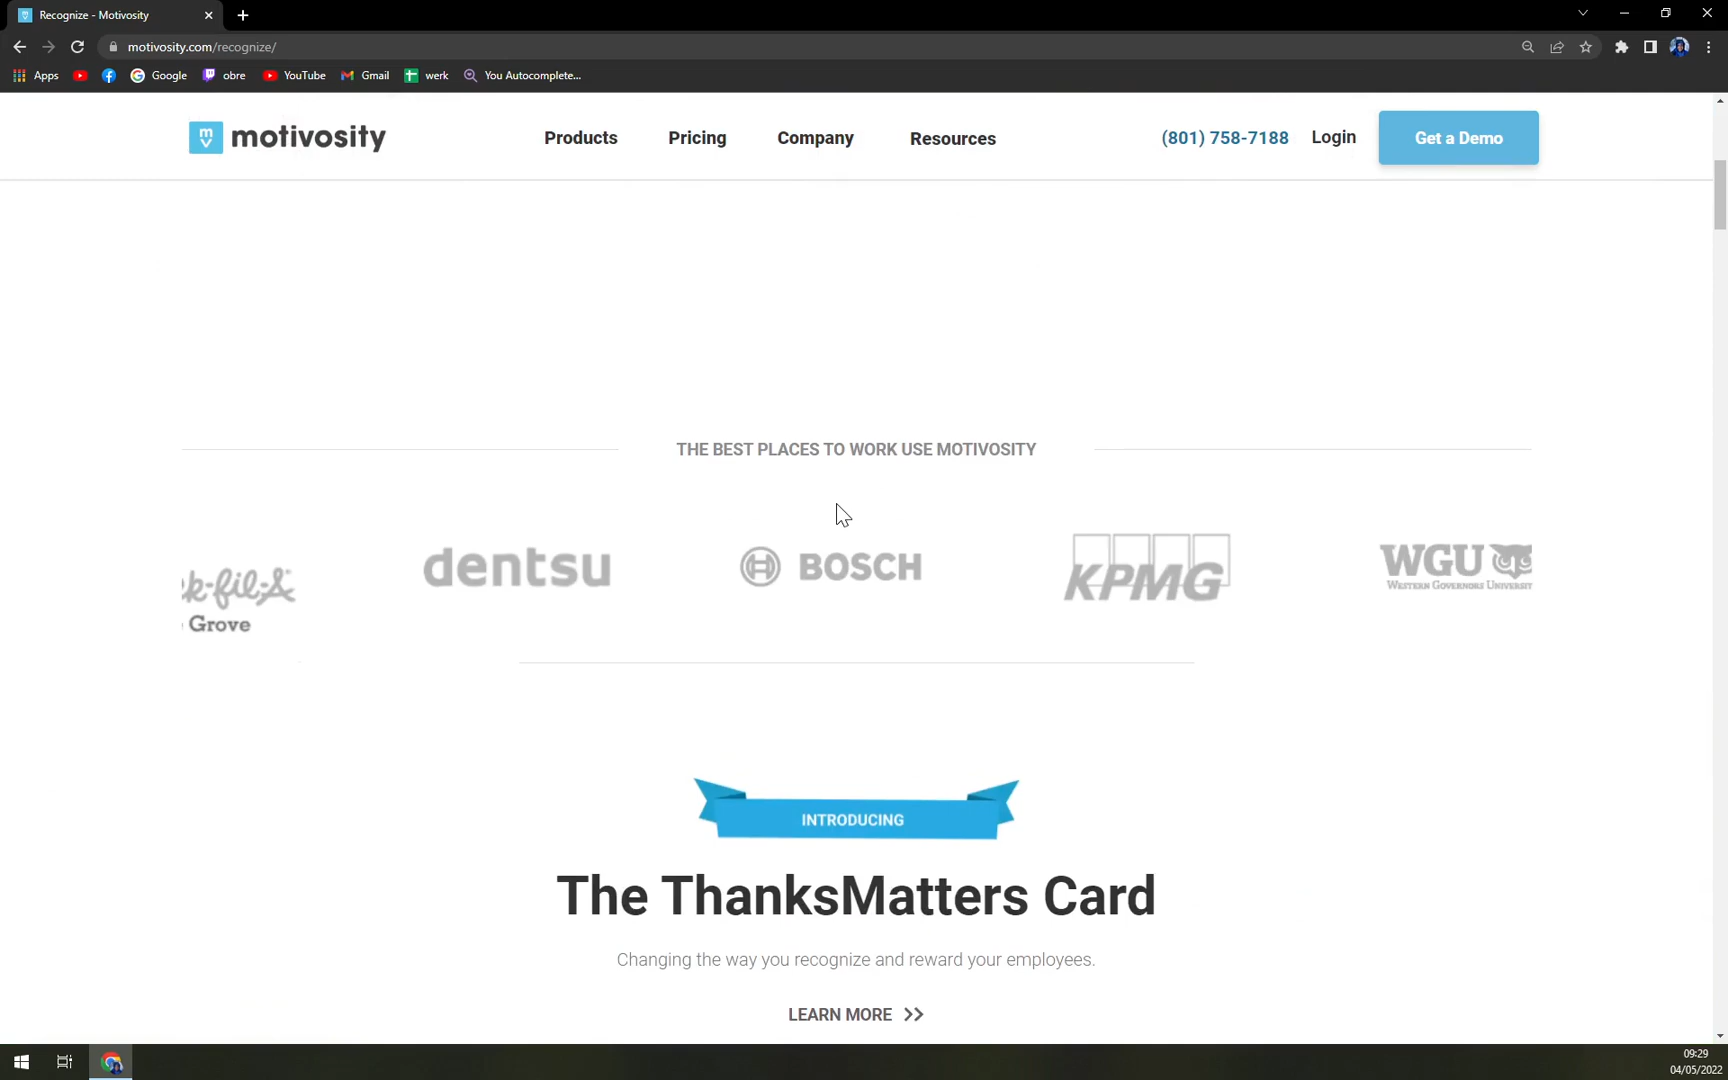 Recognize - Motivosity
motivosity.com/recognize/
Apps
Google
obre
YouTube
Gmail
werk
You Autocomplete...
motivosity
Products
Pricing
Company
Resources
(801) 758-7188
Login
Get a Demo
THE BEST PLACES TO WORK USE MOTIVOSITY
k-fil-A
Grove
dentsu
BOSCH
KPMG
WGU
WESTERN GOVERNORS UNIVERSIT
INTRODUCING
The ThanksMatters Card
Changing the way you recognize and reward your employees.
LEARN MORE >>
09:29
04/05/2022